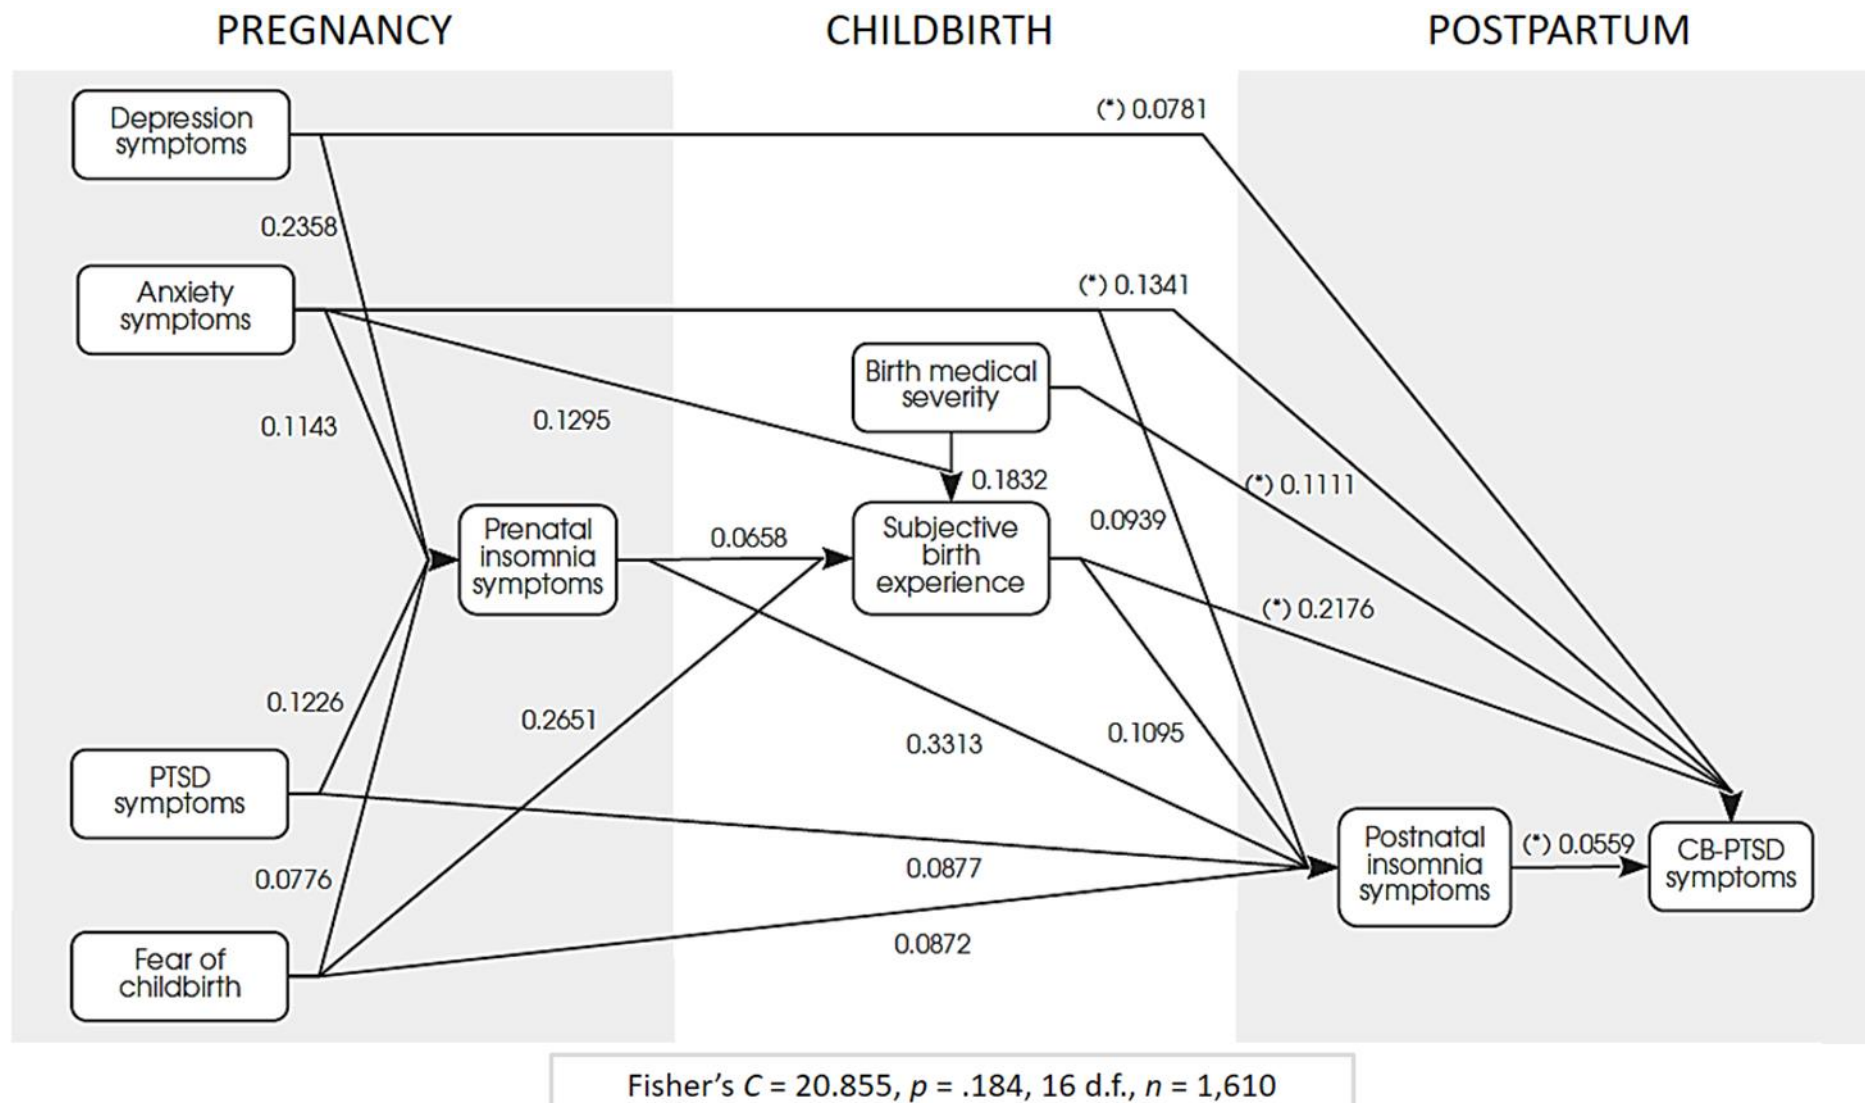 PREGNANCY
CHILDBIRTH
POSTPARTUM
Depression
symptoms
(*) 0.0781
0.2358
Anxiety
symptoms
(*) 0.1341
Birth medical
severity
0.1143
0.1295
0.1832
(*) 0.1111
Prenatal
insomnia
symptoms
0.0658
Subjective
birth
experience
0.0939
(*) 0.2176
0.1226
0.2651
0.3313
0.1095
PTSD
symptoms
0.0776
0.0877
Postnatal
insomnia
symptoms
(*) 0.0559
CB-PTSD
symptoms
Fear of
childbirth
0.0872
Fisher's C = 20.855, p = .184, 16 d.f., n = 1,610